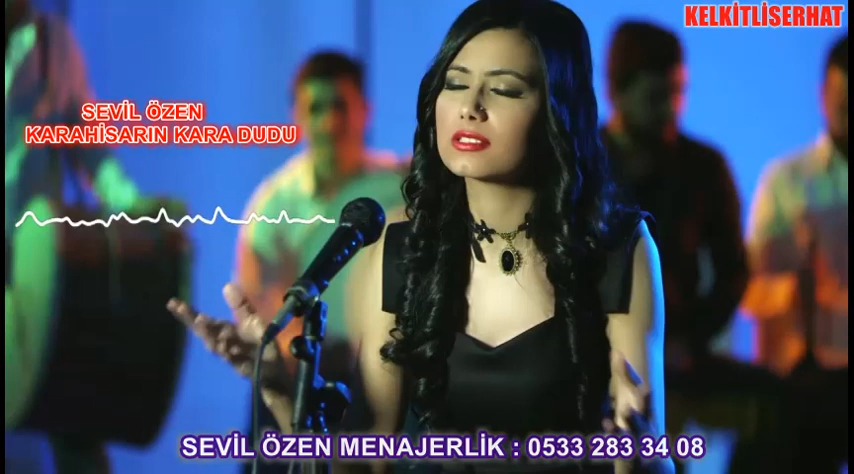 KELKİTLİSERHAT
SEVİL ÖZEN
KARAHİSARIN KARA DUDU
SEVİL ÖZEN MENAJERLİK : 0533 283 34 08